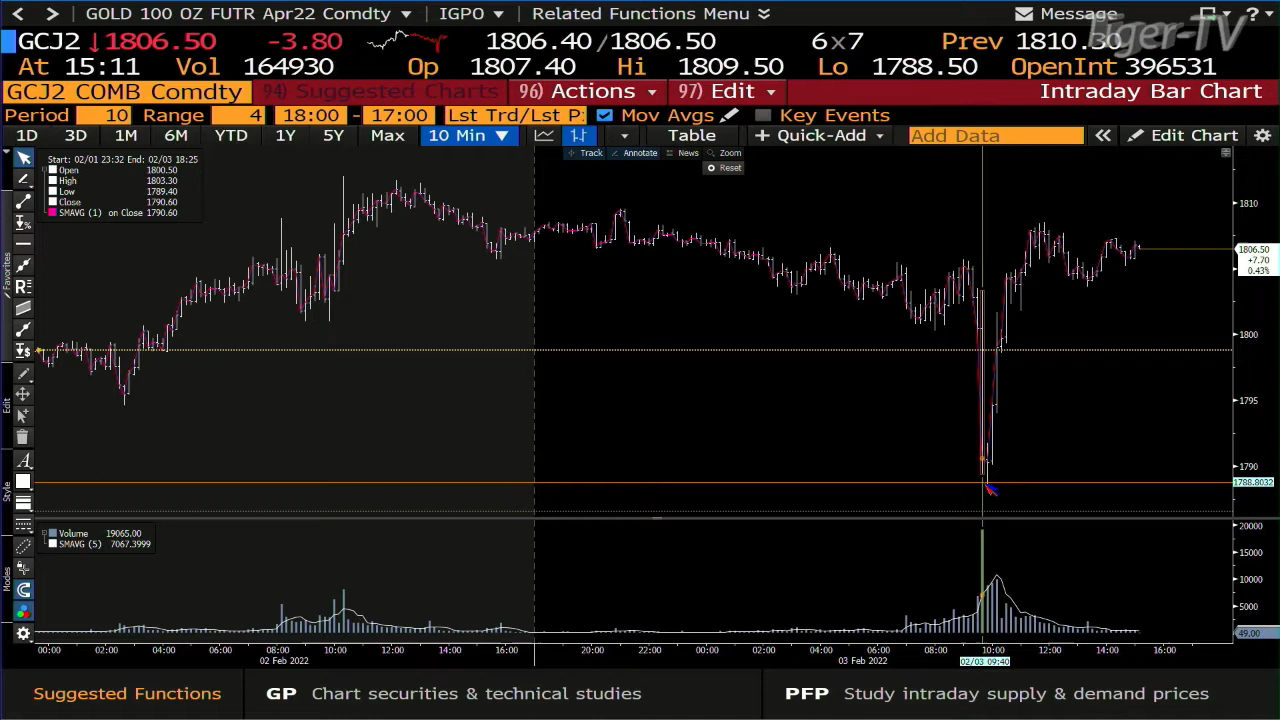 GOLD 100 OZ FUTR Apr22 Comdty IGPO Related Functions Menu Message ?
GCJ2 ↓1806.50 -3.80 1806.40/1806.50 6x7 Prev 1810.30
Tiger-TV
At 15:11 Vol 164930 Op 1807.40 Hi 1809.50 Lo 1788.50 OpenInt 396531
GCJ2 COMB Comdty 94) Suggested Charts 96) Actions 97) Edit Intraday Bar Chart
Period 10 Range 4 18:00 - 17:00 Lst Trd/Lst P: Mov Avgs Key Events
1D 3D 1M 6M YTD 1Y 5Y Max 10 Min ▼ Table + Quick-Add Add Data « Edit Chart
Track Annotate News Zoom
Reset
Start: 02/01 23:32 End: 02/03 18:25
Open 1800.50
High 1803.30
Low 1789.40
Close 1790.60
SMAVG (1) on Close 1790.60
Favorites
Edit
Style
Modes
1810
1806.50
+7.70
0.43%
1800
1795
1790
1788.8032
Volume 19065.00
SMAVG (5) 7067.3999
20000
15000
10000
5000
49.00
00:00 02:00 04:00 06:00 08:00 10:00 12:00 14:00 16:00 20:00 22:00 00:00 02:00 04:00 06:00 08:00 10:00 12:00 14:00 16:00
02 Feb 2022 03 Feb 2022 02/03 09:40
Suggested Functions GP Chart securities & technical studies PFP Study intraday supply & demand prices